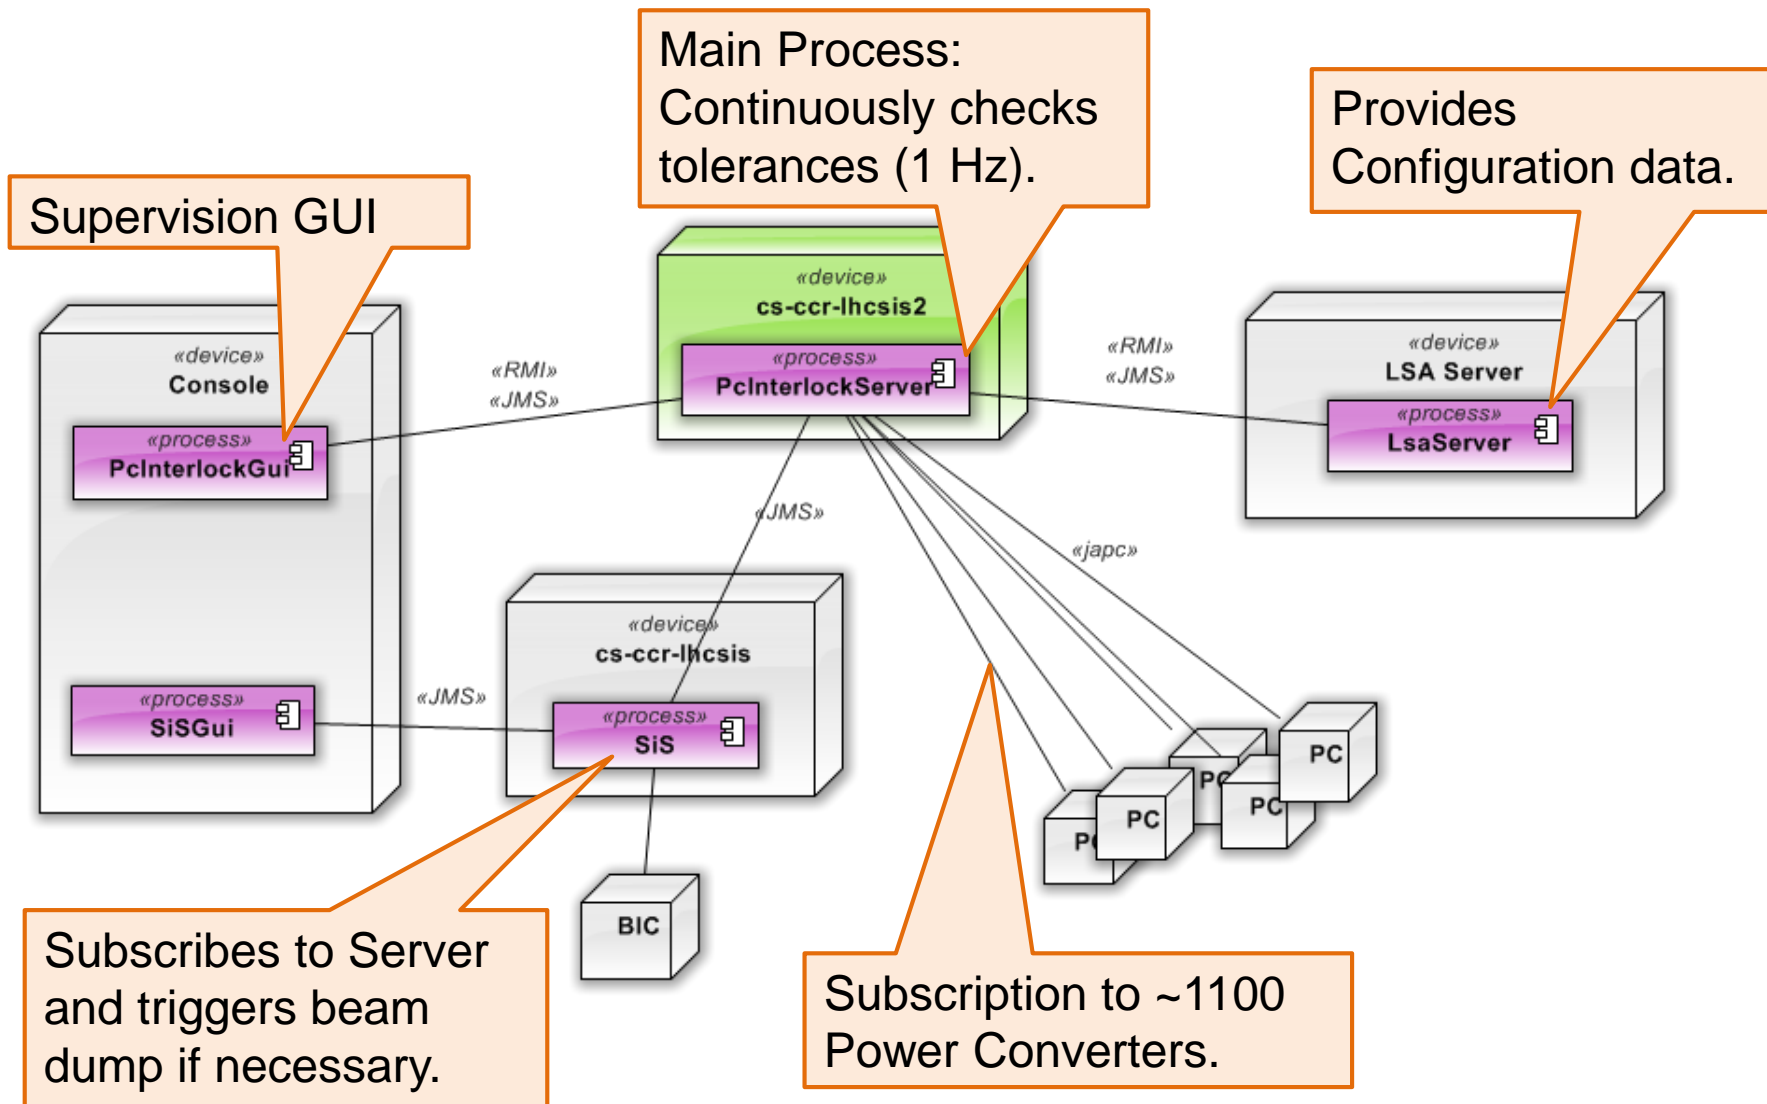 Main Process:
Continuously checks
tolerances (1 Hz).
Provides
Configuration data.
Supervision GUI
«device»
cs-ccr-lhcsis2
«process»
PcInterlockServer
«device»
Console
«RMI»
«JMS»
«RMI»
«JMS»
«device»
LSA Server
«process»
LsaServer
«process»
PcInterlockGui
«JMS»
«japc»
«device»
cs-ccr-lhcsis
«process»
SiSGui
«JMS»
«process»
SiS
PC
PC
PC
PC
PC
BIC
Subscribes to Server
and triggers beam
dump if necessary.
Subscription to ~1100
Power Converters.